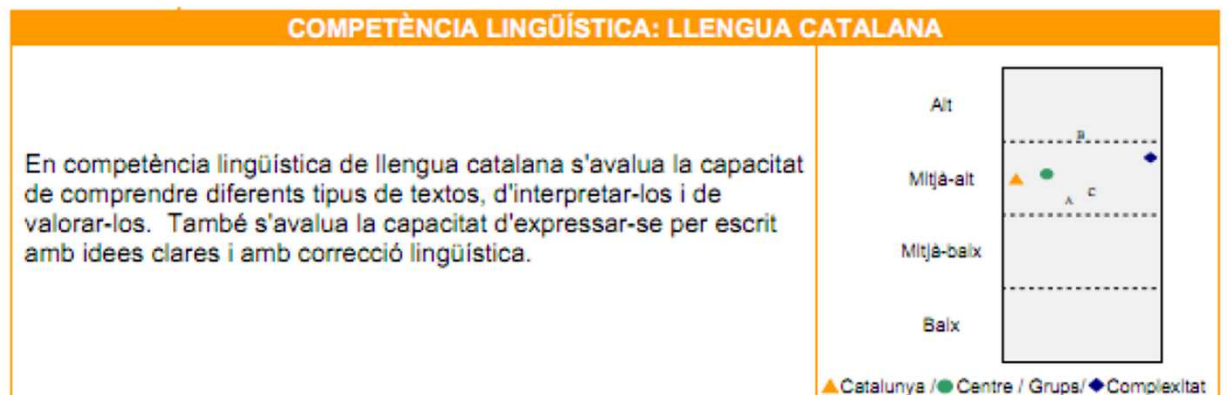 COMPETÈNCIA LINGÜÍSTICA: LLENGUA CATALANA
En competència lingüística de llengua catalana s'avalua la capacitat
de comprendre diferents tipus de textos, d'interpretar-los i de
valorar-los. També s'avalua la capacitat d'expressar-se per escrit
amb idees clares i amb correcció lingüística.
Alt
B
Mitjà-alt
A C
Mitjà-baix
Baix
Catalunya / Centre / Grups/ Complexitat